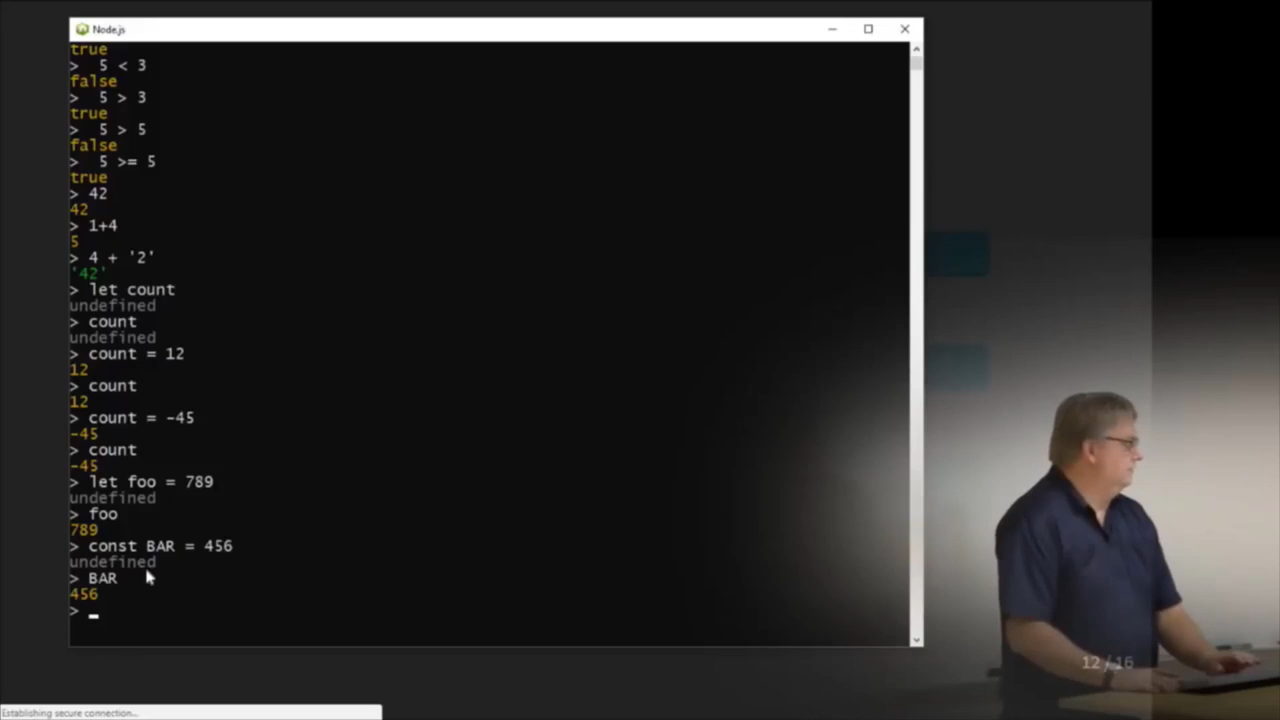 Node.js
true
>  5 < 3
false
>  5 > 3
true
>  5 > 5
false
>  5 >= 5
true
> 42
42
> 1+4
5
> 4 + '2'
'42'
> let count
undefined
> count
undefined
> count = 12
12
> count
12
> count = -45
-45
> count
-45
> let foo = 789
undefined
> foo
789
> const BAR = 456
undefined
> BAR
456
>
12 / 16
Establishing secure connection...